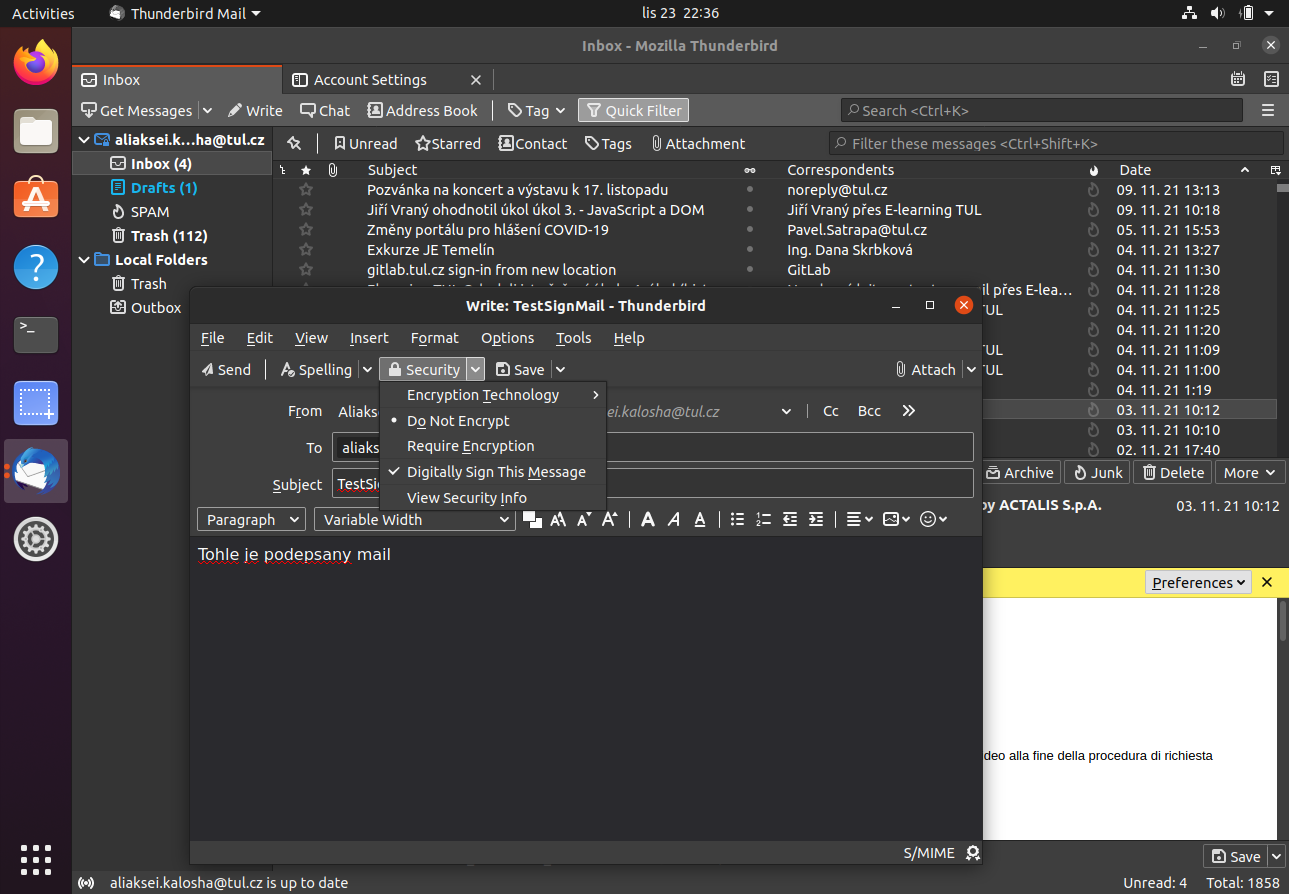 Activities Thunderbird Mail lis 23 22:36
Inbox - Mozilla Thunderbird
Inbox Account Settings
Get Messages Write Chat Address Book Tag Quick Filter Search <Ctrl+K>
aliaksei.k...ha@tul.cz Unread Starred Contact Tags Attachment Filter these messages <Ctrl+Shift+K>
Inbox (4)
Drafts (1)
SPAM
Trash (112)
Local Folders
Trash
Outbox
Subject Correspondents Date
Pozvánka na koncert a výstavu k 17. listopadu noreply@tul.cz 09. 11. 21 13:13
Jiří Vraný ohodnotil úkol úkol 3. - JavaScript a DOM Jiří Vraný přes E-learning TUL 09. 11. 21 10:18
Změny portálu pro hlášení COVID-19 Pavel.Satrapa@tul.cz 05. 11. 21 15:53
Exkurze JE Temelín Ing. Dana Skrbková 04. 11. 21 13:27
gitlab.tul.cz sign-in from new location GitLab 04. 11. 21 11:30
il přes E-lea... 04. 11. 21 11:28
TUL 04. 11. 21 11:25
04. 11. 21 11:20
TUL 04. 11. 21 11:09
TUL 04. 11. 21 11:00
04. 11. 21 1:19
03. 11. 21 10:12
03. 11. 21 10:10
02. 11. 21 17:40
Write: TestSignMail - Thunderbird
File Edit View Insert Format Options Tools Help
Send Spelling Security Save Attach
Encryption Technology
Do Not Encrypt
Require Encryption
Digitally Sign This Message
View Security Info
From Aliakse ei.kalosha@tul.cz Cc Bcc
To aliaks
Subject TestSi
Paragraph Variable Width
Tohle je podepsany mail
S/MIME
Archive Junk Delete More
by ACTALIS S.p.A. 03. 11. 21 10:12
Preferences
deo alla fine della procedura di richiesta
Save
aliaksei.kalosha@tul.cz is up to date Unread: 4 Total: 1858